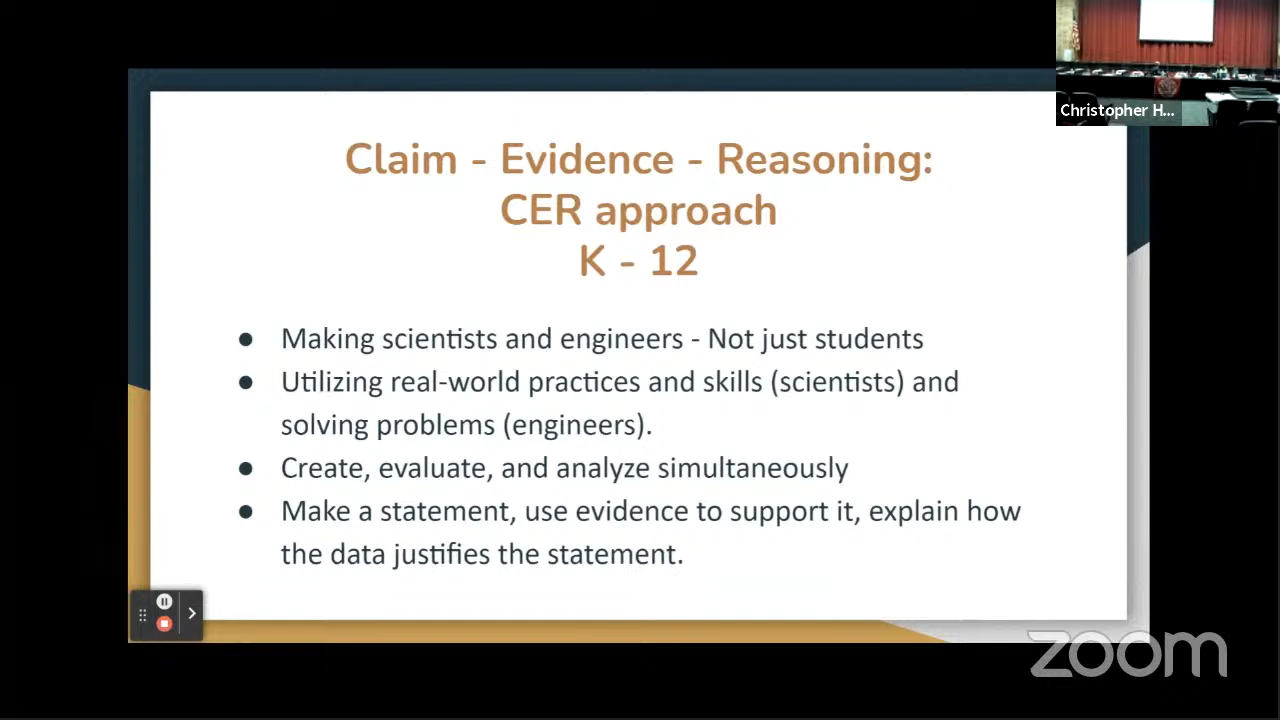 Christopher H...
Claim - Evidence - Reasoning:
CER approach
K - 12
● Making scientists and engineers - Not just students
● Utilizing real-world practices and skills (scientists) and
solving problems (engineers).
● Create, evaluate, and analyze simultaneously
● Make a statement, use evidence to support it, explain how
the data justifies the statement.
zoom